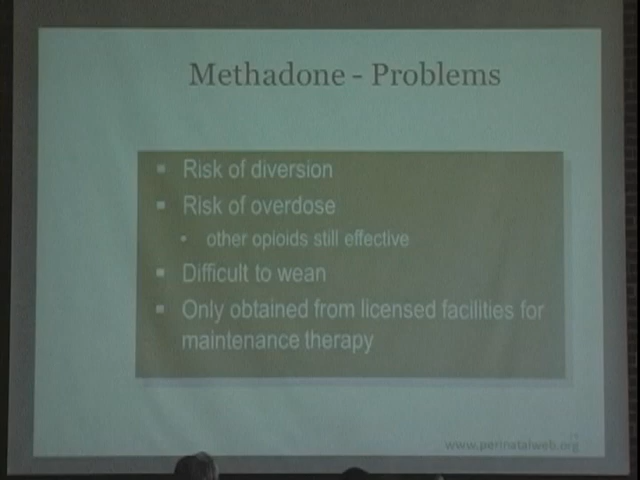 Methadone - Problems
▪ Risk of diversion
▪ Risk of overdose
• other opioids still effective
▪ Difficult to wean
▪ Only obtained from licensed facilities for
maintenance therapy
www.perinatalweb.org